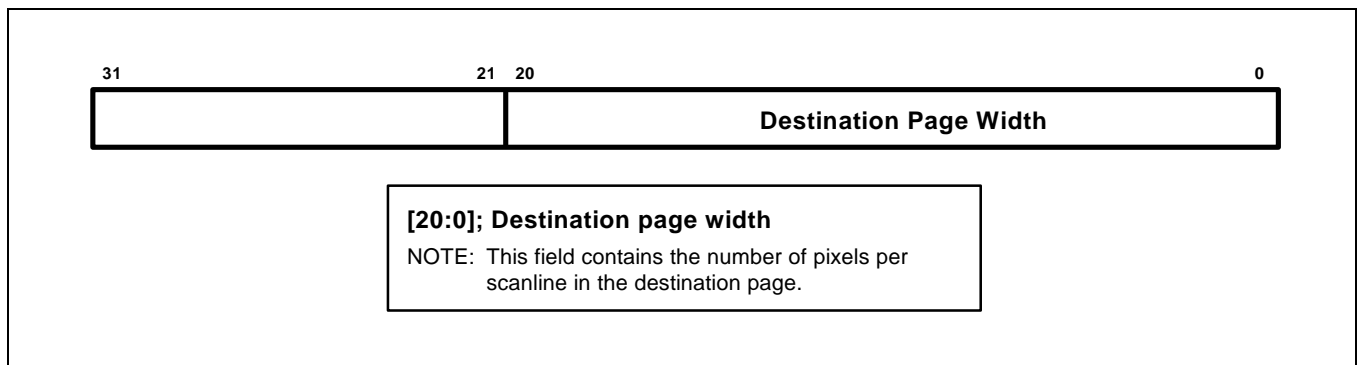 31 21 20 0
Destination Page Width
[20:0]; Destination page width
NOTE: This field contains the number of pixels per
scanline in the destination page.